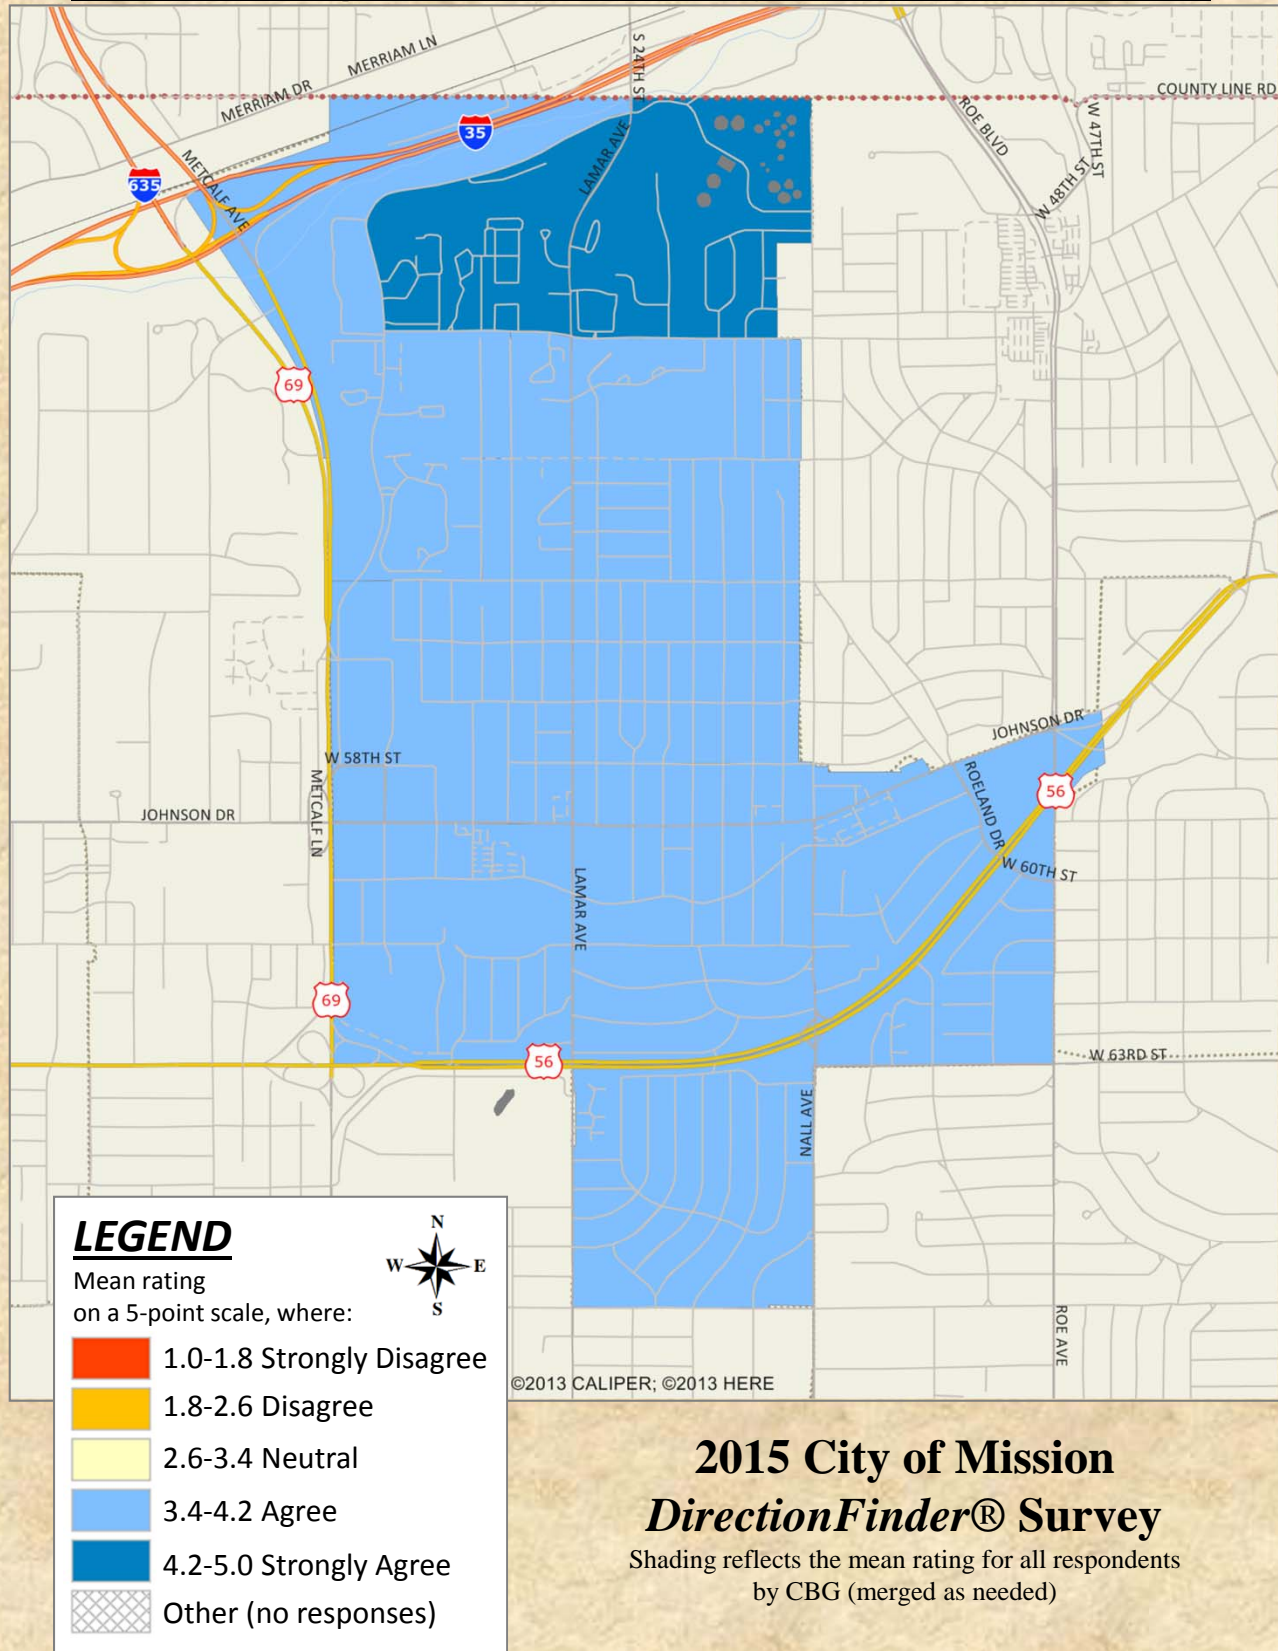 MERRIAM LN
S 24TH ST
MERRIAM DR
COUNTY LINE RD
ROE BLVD
W 47TH ST
35
LAMAR AVE
METCALF AVE
635
W 48TH ST
69
JOHNSON DR
W 58TH ST
METCALF LN
ROELAND DR
56
JOHNSON DR
W 60TH ST
LAMAR AVE
69
56
W 63RD ST
NALL AVE
ROE AVE
LEGEND
N
W E
S
Mean rating
on a 5-point scale, where:
1.0-1.8 Strongly Disagree
1.8-2.6 Disagree
2.6-3.4 Neutral
3.4-4.2 Agree
4.2-5.0 Strongly Agree
Other (no responses)
©2013 CALIPER; ©2013 HERE
2015 City of Mission
DirectionFinder® Survey
Shading reflects the mean rating for all respondents
by CBG (merged as needed)